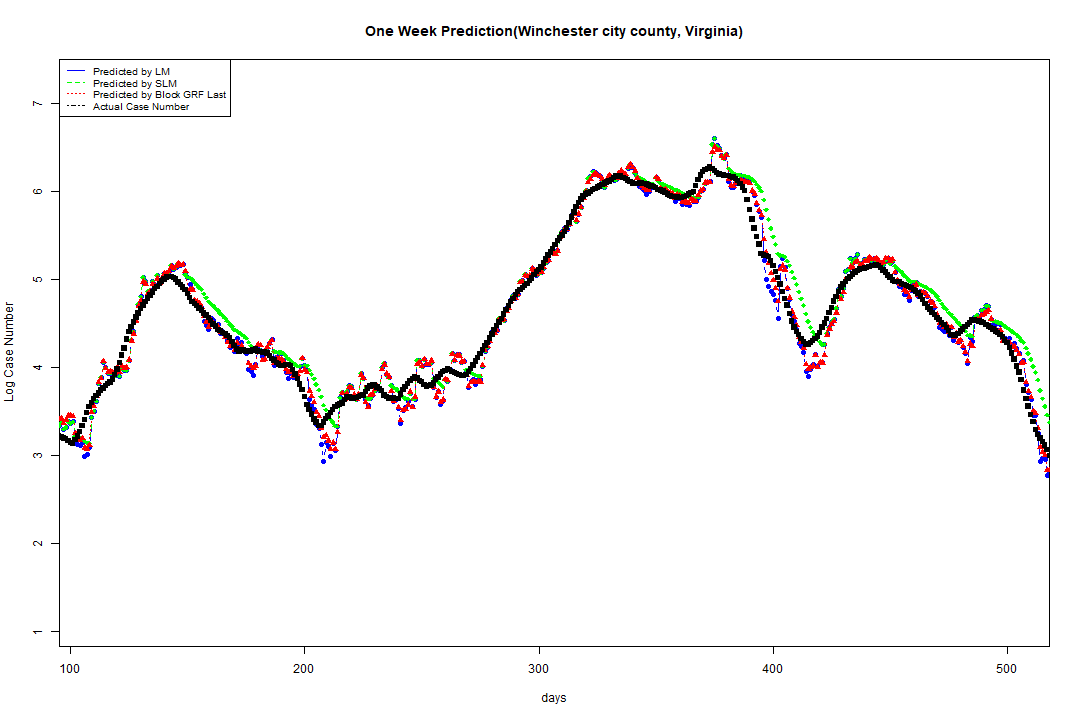 One Week Prediction(Winchester city county, Virginia)
Predicted by LM
Predicted by SLM
Predicted by Block GRF Last
Actual Case Number
7
6
5
4
3
2
1
Log Case Number
100 200 300 400 500
days